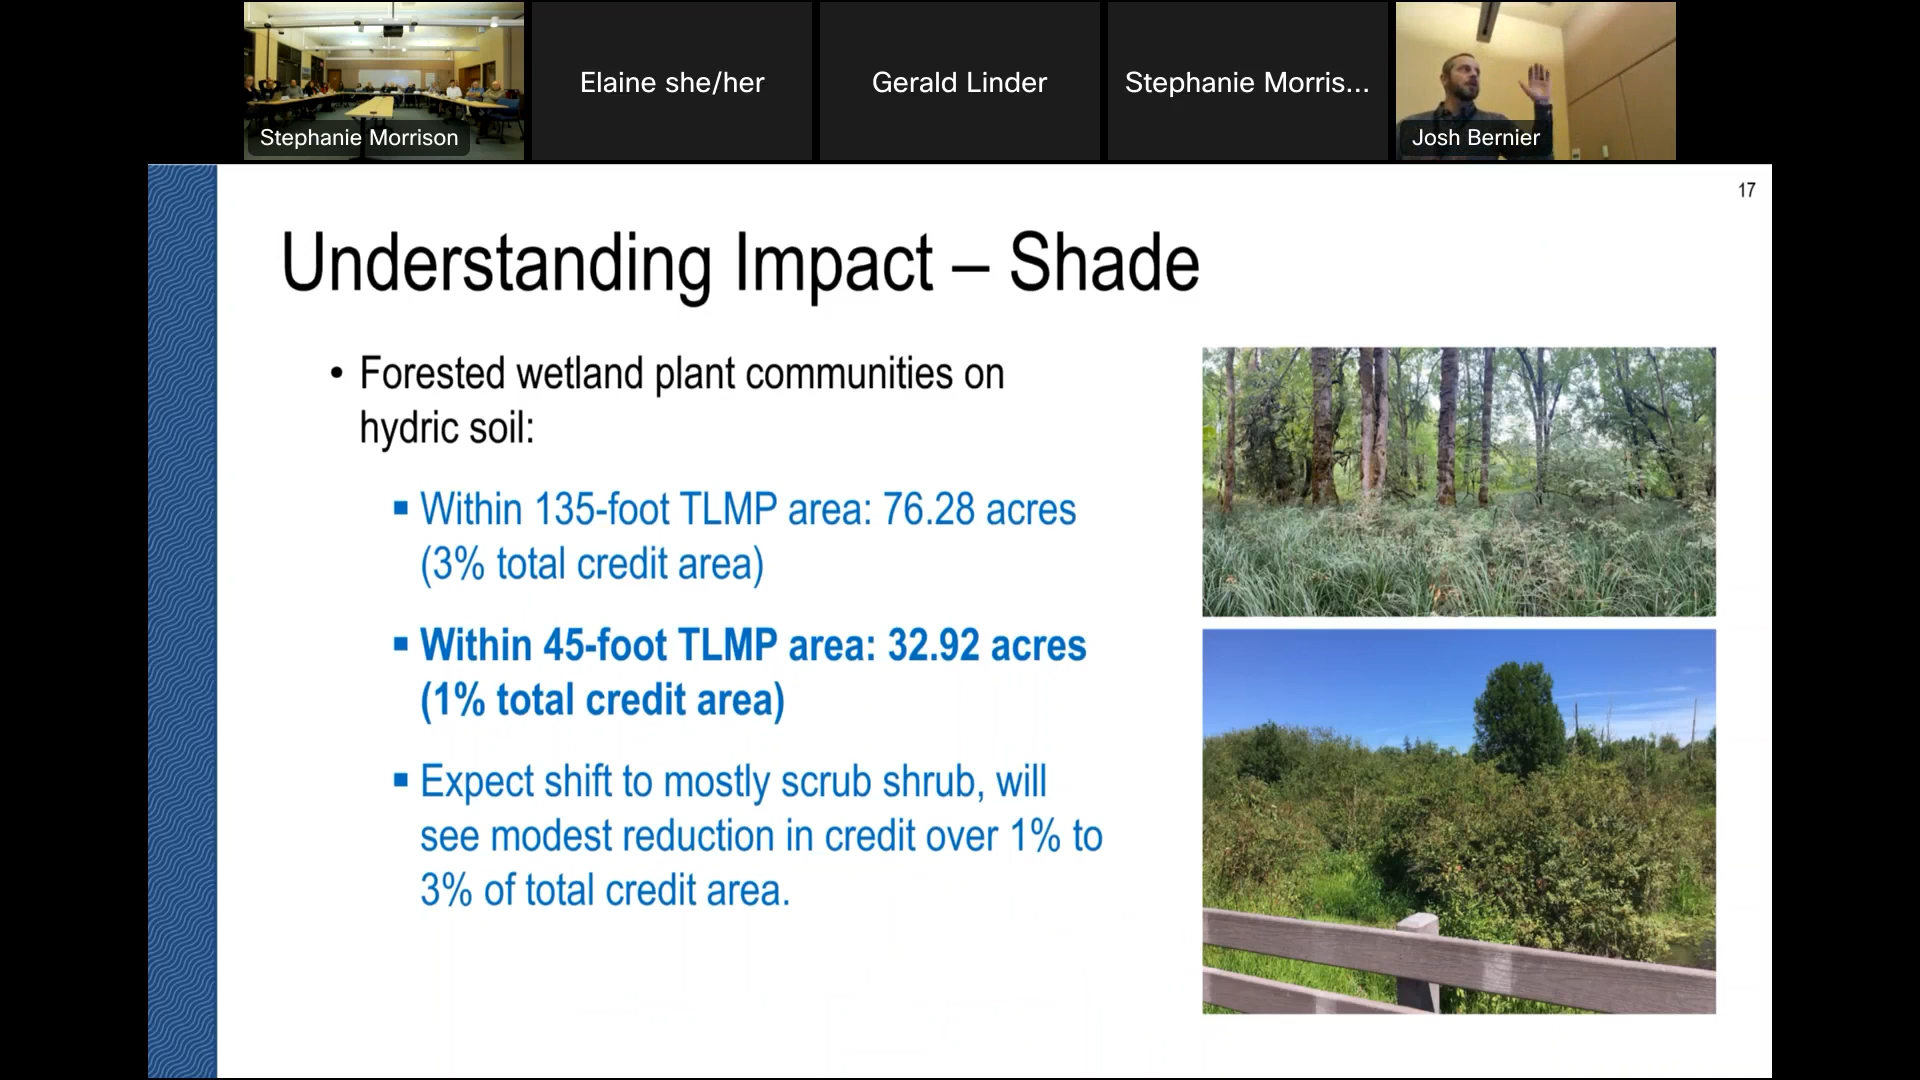 Stephanie Morrison
Elaine she/her
Gerald Linder
Stephanie Morris...
Josh Bernier
17
Understanding Impact – Shade
• Forested wetland plant communities on
hydric soil:
▪ Within 135-foot TLMP area: 76.28 acres
(3% total credit area)
▪ Within 45-foot TLMP area: 32.92 acres
(1% total credit area)
▪ Expect shift to mostly scrub shrub, will
see modest reduction in credit over 1% to
3% of total credit area.